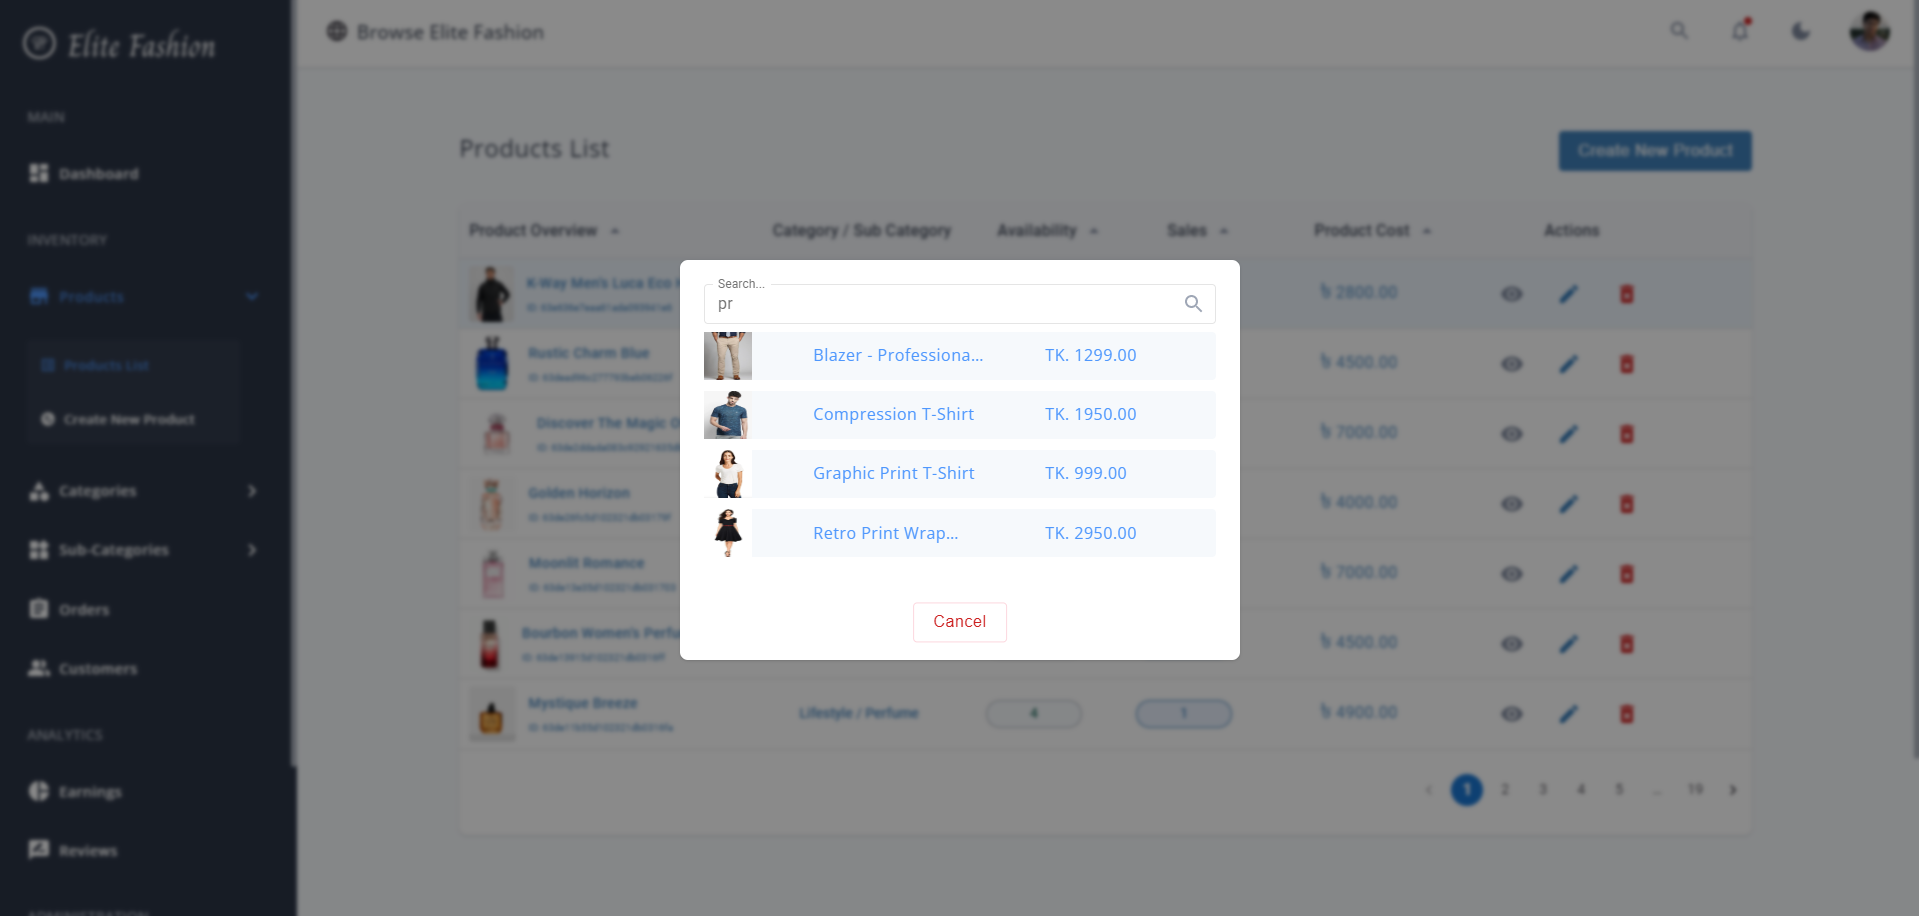 Elite Fashion
Browse Elite Fashion
MAIN
Dashboard
INVENTORY
Products
Products List
Create New Product
Categories
Sub-Categories
Orders
Customers
ANALYTICS
Earnings
Reviews
Products List
Create New Product
Product Overview
Category / Sub Category
Availability
Sales
Product Cost
Actions
K-Way Men's Luca Eco
৳ 2800.00
Rustic Charm Blue
৳ 4500.00
Discover The Magic O
৳ 7000.00
Golden Horizon
৳ 4000.00
Moonlit Romance
৳ 7000.00
Bourbon Women's Perfu
৳ 4500.00
Mystique Breeze
Lifestyle / Perfume
4
1
৳ 4900.00
1 2 3 4 5 ... 19
Search...
pr
Blazer - Professiona... TK. 1299.00
Compression T-Shirt TK. 1950.00
Graphic Print T-Shirt TK. 999.00
Retro Print Wrap... TK. 2950.00
Cancel